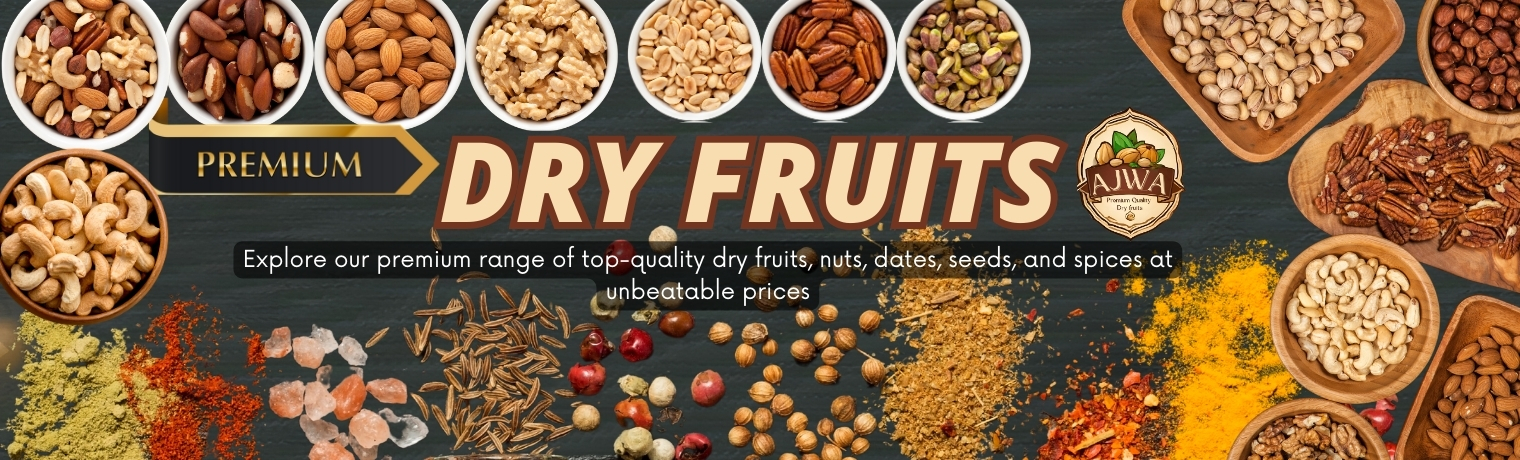 PREMIUM
DRY FRUITS
AJWA
Premium Quality
Dry fruits
Explore our premium range of top-quality dry fruits, nuts, dates, seeds, and spices at
unbeatable prices